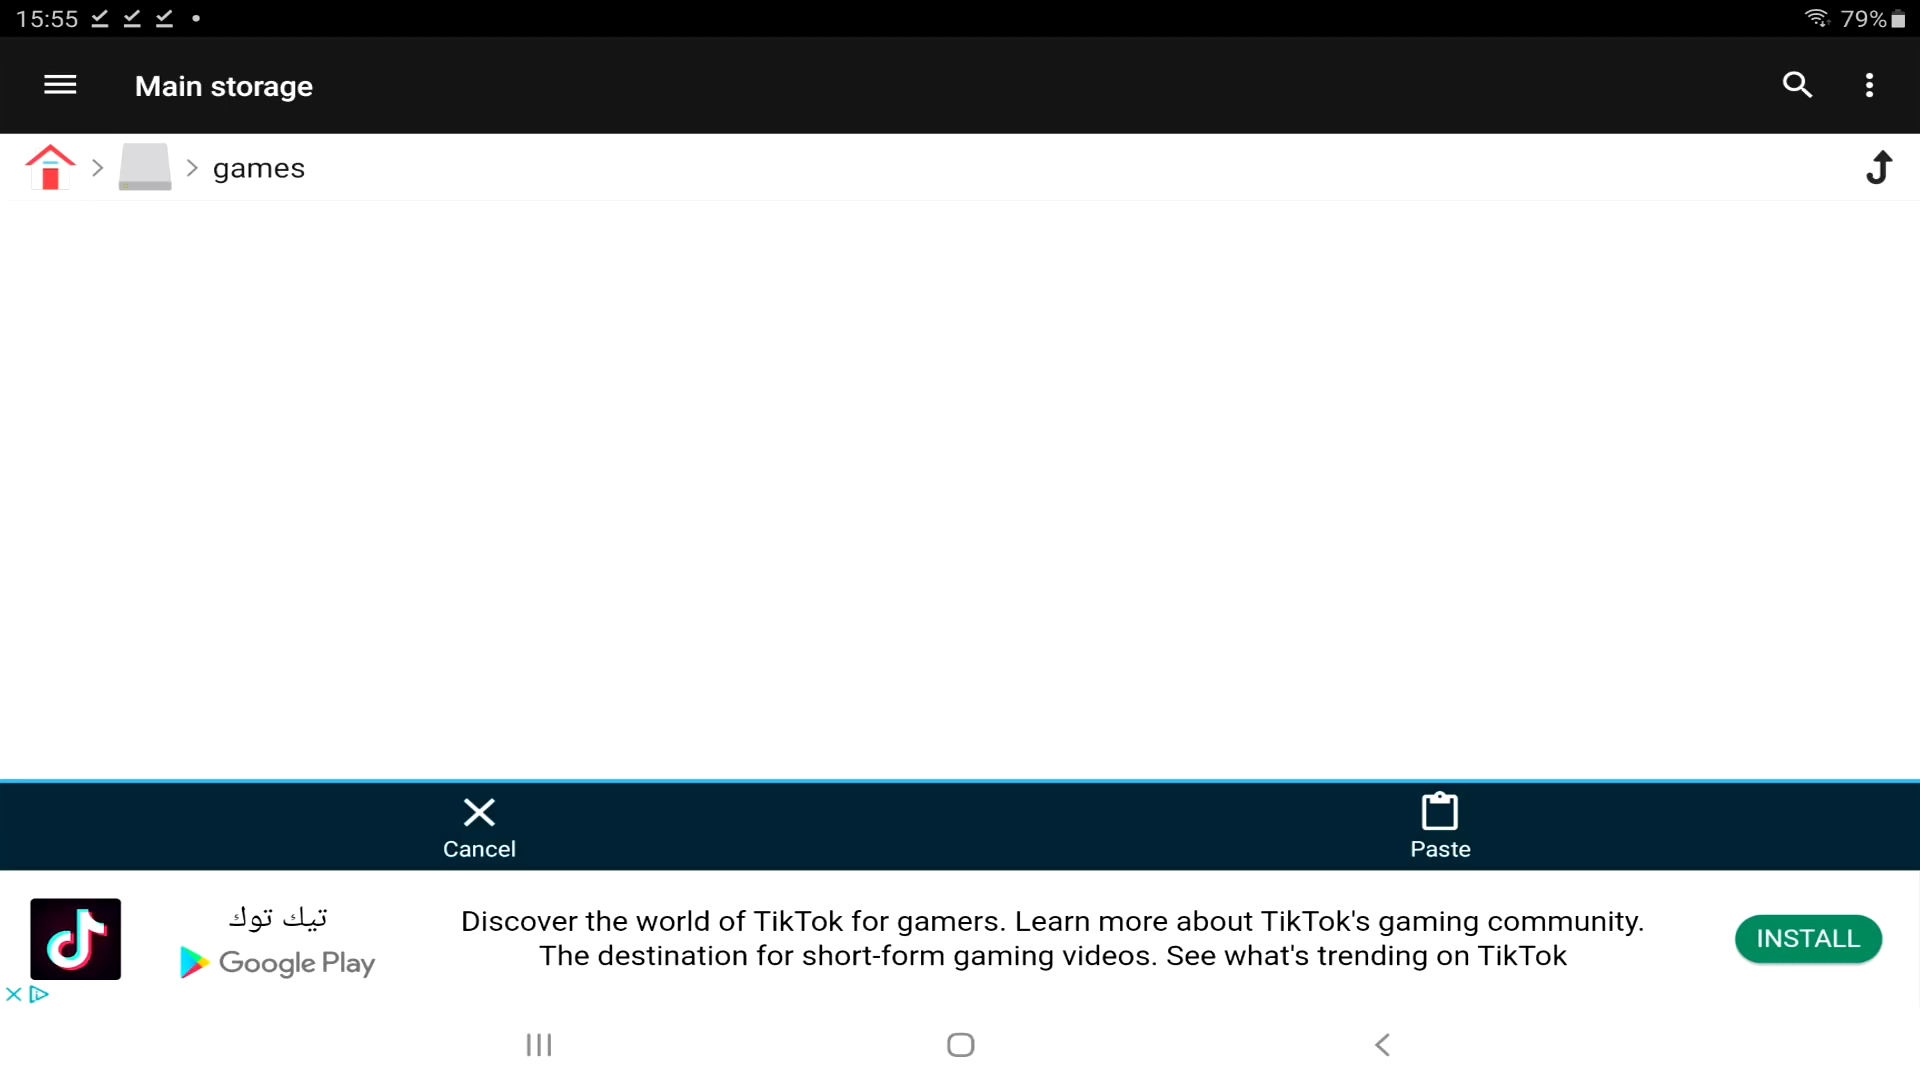 15:55
79%
Main storage
games
Cancel
Paste
تيك توك
Google Play
Discover the world of TikTok for gamers. Learn more about TikTok's gaming community.
The destination for short-form gaming videos. See what's trending on TikTok
INSTALL